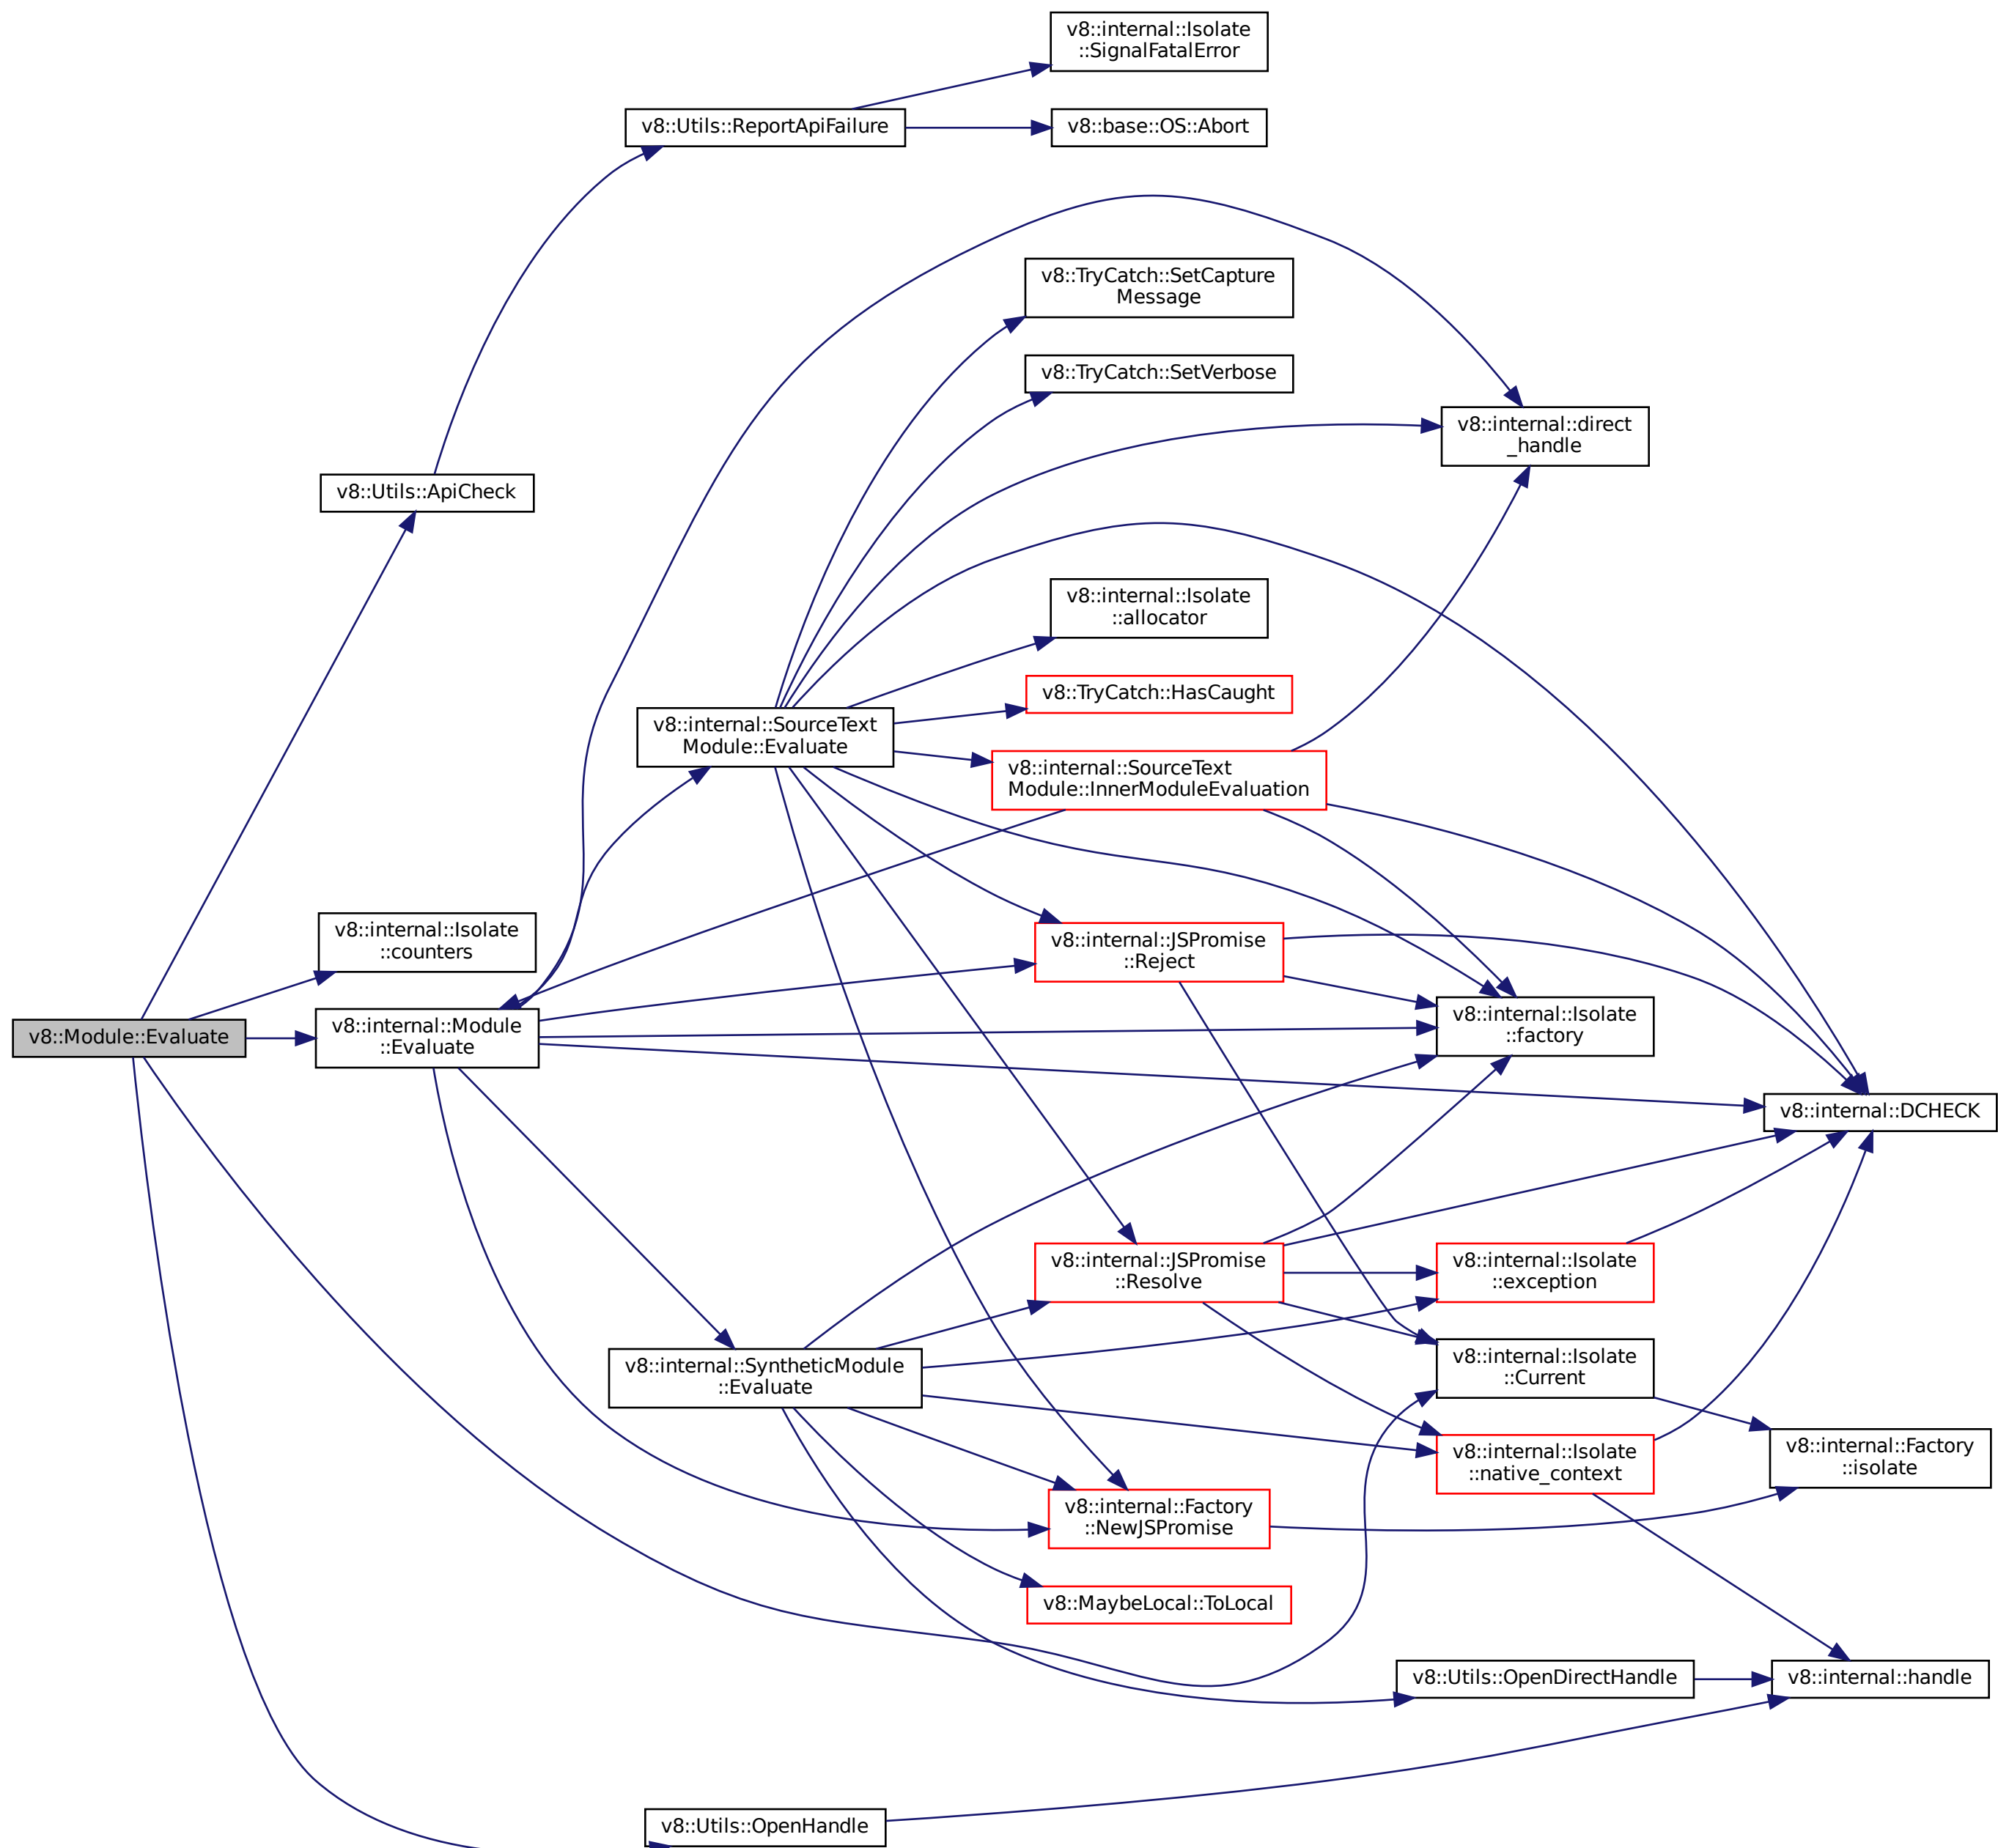 v8::internal::Isolate
::SignalFatalError
v8::Utils::ReportApiFailure
v8::base::OS::Abort
v8::TryCatch::SetCapture
Message
v8::TryCatch::SetVerbose
v8::internal::direct
_handle
v8::Utils::ApiCheck
v8::internal::Isolate
::allocator
v8::TryCatch::HasCaught
v8::internal::SourceText
Module::Evaluate
v8::internal::SourceText
Module::InnerModuleEvaluation
v8::internal::Isolate
::counters
v8::internal::JSPromise
::Reject
v8::Module::Evaluate
v8::internal::Module
::Evaluate
v8::internal::Isolate
::factory
v8::internal::DCHECK
v8::internal::JSPromise
::Resolve
v8::internal::Isolate
::exception
v8::internal::SyntheticModule
::Evaluate
v8::internal::Isolate
::Current
v8::internal::Isolate
::native_context
v8::internal::Factory
::isolate
v8::internal::Factory
::NewJSPromise
v8::MaybeLocal::ToLocal
v8::Utils::OpenDirectHandle
v8::internal::handle
v8::Utils::OpenHandle